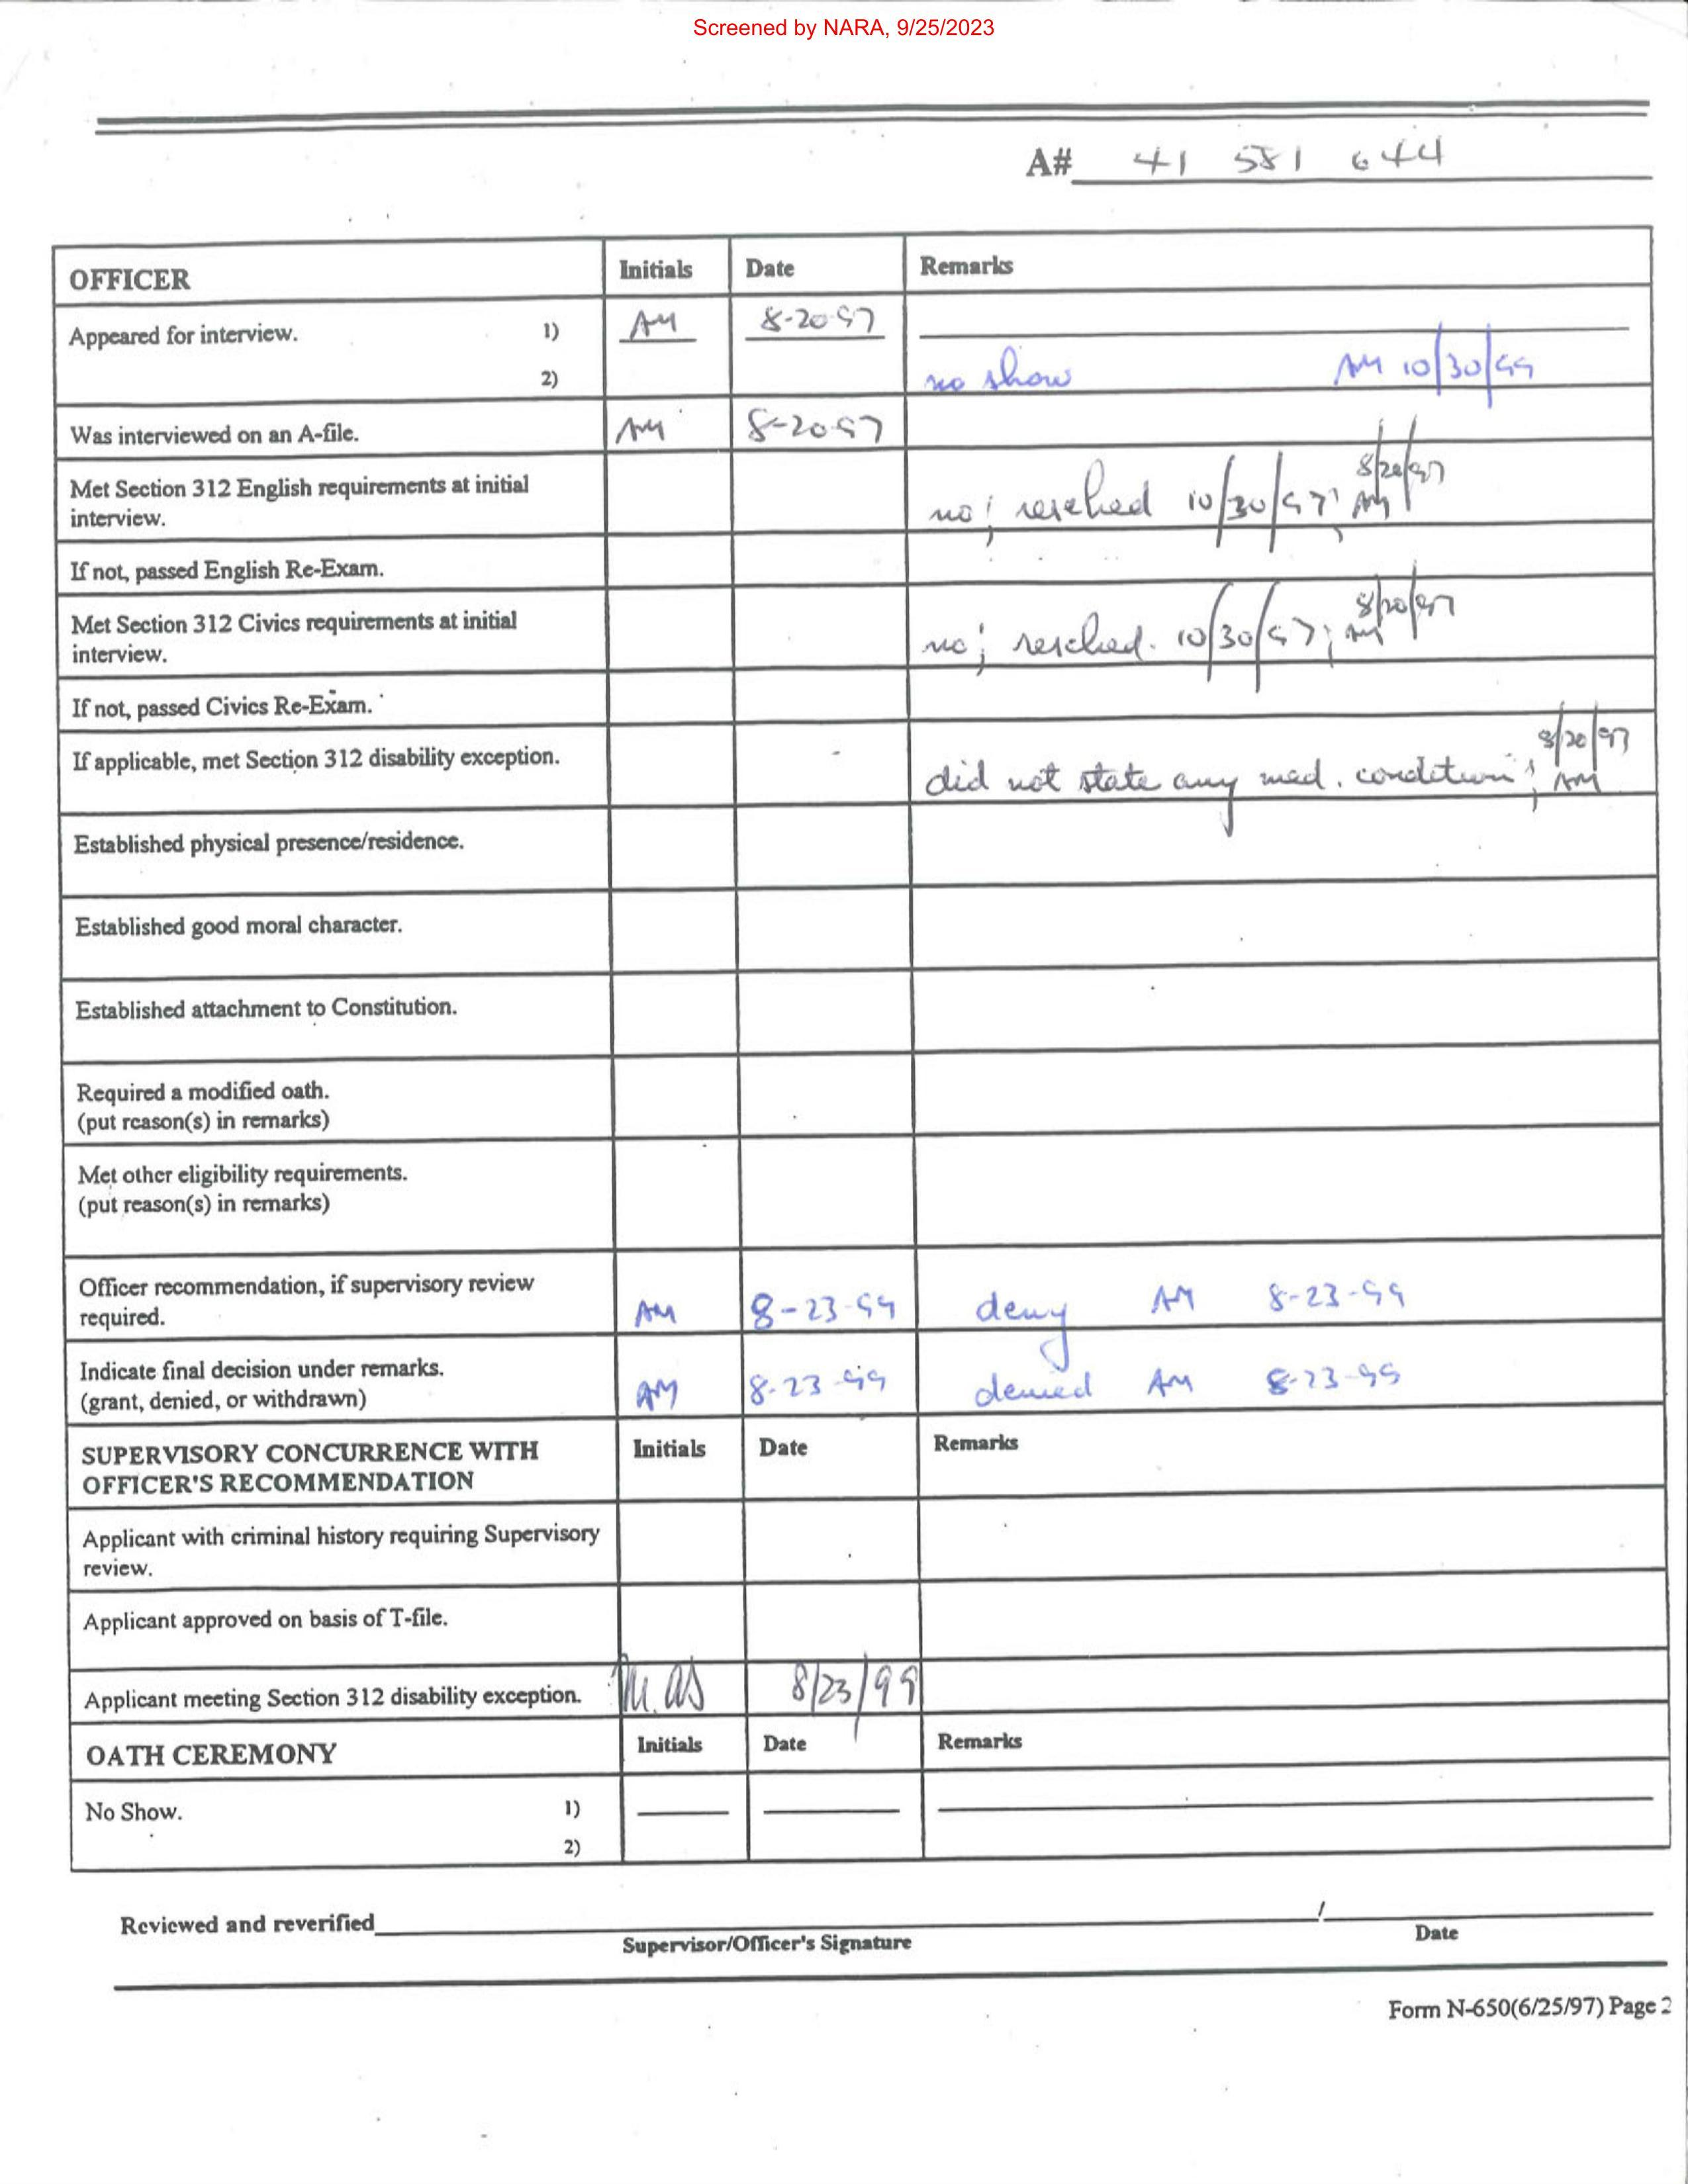 Screened by NARA, 9/25/2023
A# 41 581 644
OFFICER Initials Date Remarks
Appeared for interview. 1) AM 8-20-97
2) no show AM 10/30/99
Was interviewed on an A-file. AM 8-20-97
Met Section 312 English requirements at initial
interview. no; resched 10/30/97; AM 8/20/97
If not, passed English Re-Exam.
Met Section 312 Civics requirements at initial
interview. no; resched. 10/30/97; AM 8/20/97
If not, passed Civics Re-Exam.
If applicable, met Section 312 disability exception. did not state any med. condition; AM 8/20/97
Established physical presence/residence.
Established good moral character.
Established attachment to Constitution.
Required a modified oath.
(put reason(s) in remarks)
Met other eligibility requirements.
(put reason(s) in remarks)
Officer recommendation, if supervisory review
required. AM 8-23-99 deny AM 8-23-99
Indicate final decision under remarks.
(grant, denied, or withdrawn) AM 8-23-99 denied AM 8-23-99
SUPERVISORY CONCURRENCE WITH Initials Date Remarks
OFFICER'S RECOMMENDATION
Applicant with criminal history requiring Supervisory
review.
Applicant approved on basis of T-file.
Applicant meeting Section 312 disability exception. 8/23/99
OATH CEREMONY Initials Date Remarks
No Show. 1)
2)
Reviewed and reverified /
Supervisor/Officer's Signature Date
Form N-650(6/25/97) Page 2